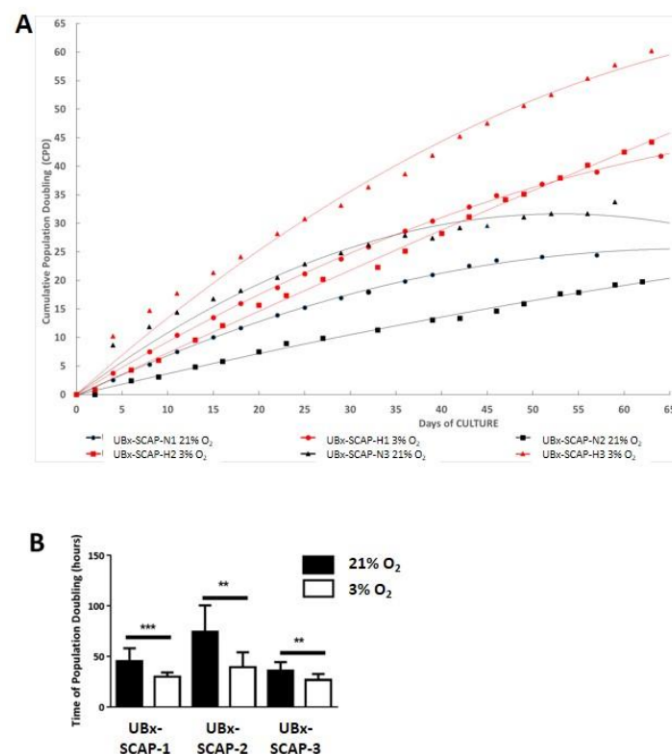 A
Cumulative Population Doubling (CPD)
65
60
55
50
45
40
35
30
25
20
15
10
5
0
0 5 10 15 20 25 30 35 40 45 50 55 60 65
Days of CULTURE
UBx-SCAP-N1 21% O₂ UBx-SCAP-H1 3% O₂ UBx-SCAP-N2 21% O₂
UBx-SCAP-H2 3% O₂ UBx-SCAP-N3 21% O₂ UBx-SCAP-H3 3% O₂
B
Time of Population Doubling (hours)
150
100
50
0
21% O₂
3% O₂
*** ** **
UBx- UBx- UBx-
SCAP-1 SCAP-2 SCAP-3